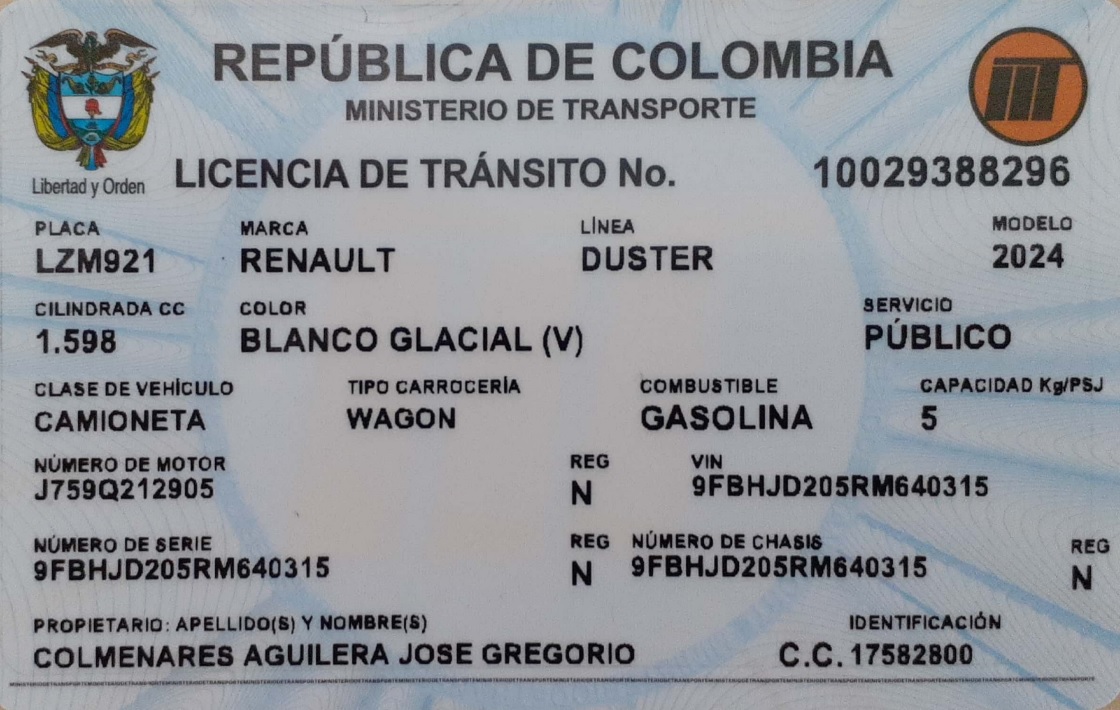 REPÚBLICA DE COLOMBIA
MINISTERIO DE TRANSPORTE
Libertad y Orden
LICENCIA DE TRÁNSITO No. 10029388296
PLACA MARCA LÍNEA MODELO
LZM921 RENAULT DUSTER 2024
CILINDRADA CC COLOR SERVICIO
1.598 BLANCO GLACIAL (V) PÚBLICO
CLASE DE VEHÍCULO TIPO CARROCERÍA COMBUSTIBLE CAPACIDAD Kg/PSJ
CAMIONETA WAGON GASOLINA 5
NÚMERO DE MOTOR REG VIN
J759Q212905 N 9FBHJD205RM640315
NÚMERO DE SERIE REG NÚMERO DE CHASIS REG
9FBHJD205RM640315 N 9FBHJD205RM640315 N
PROPIETARIO: APELLIDO(S) Y NOMBRE(S) IDENTIFICACIÓN
COLMENARES AGUILERA JOSE GREGORIO C.C. 17582800